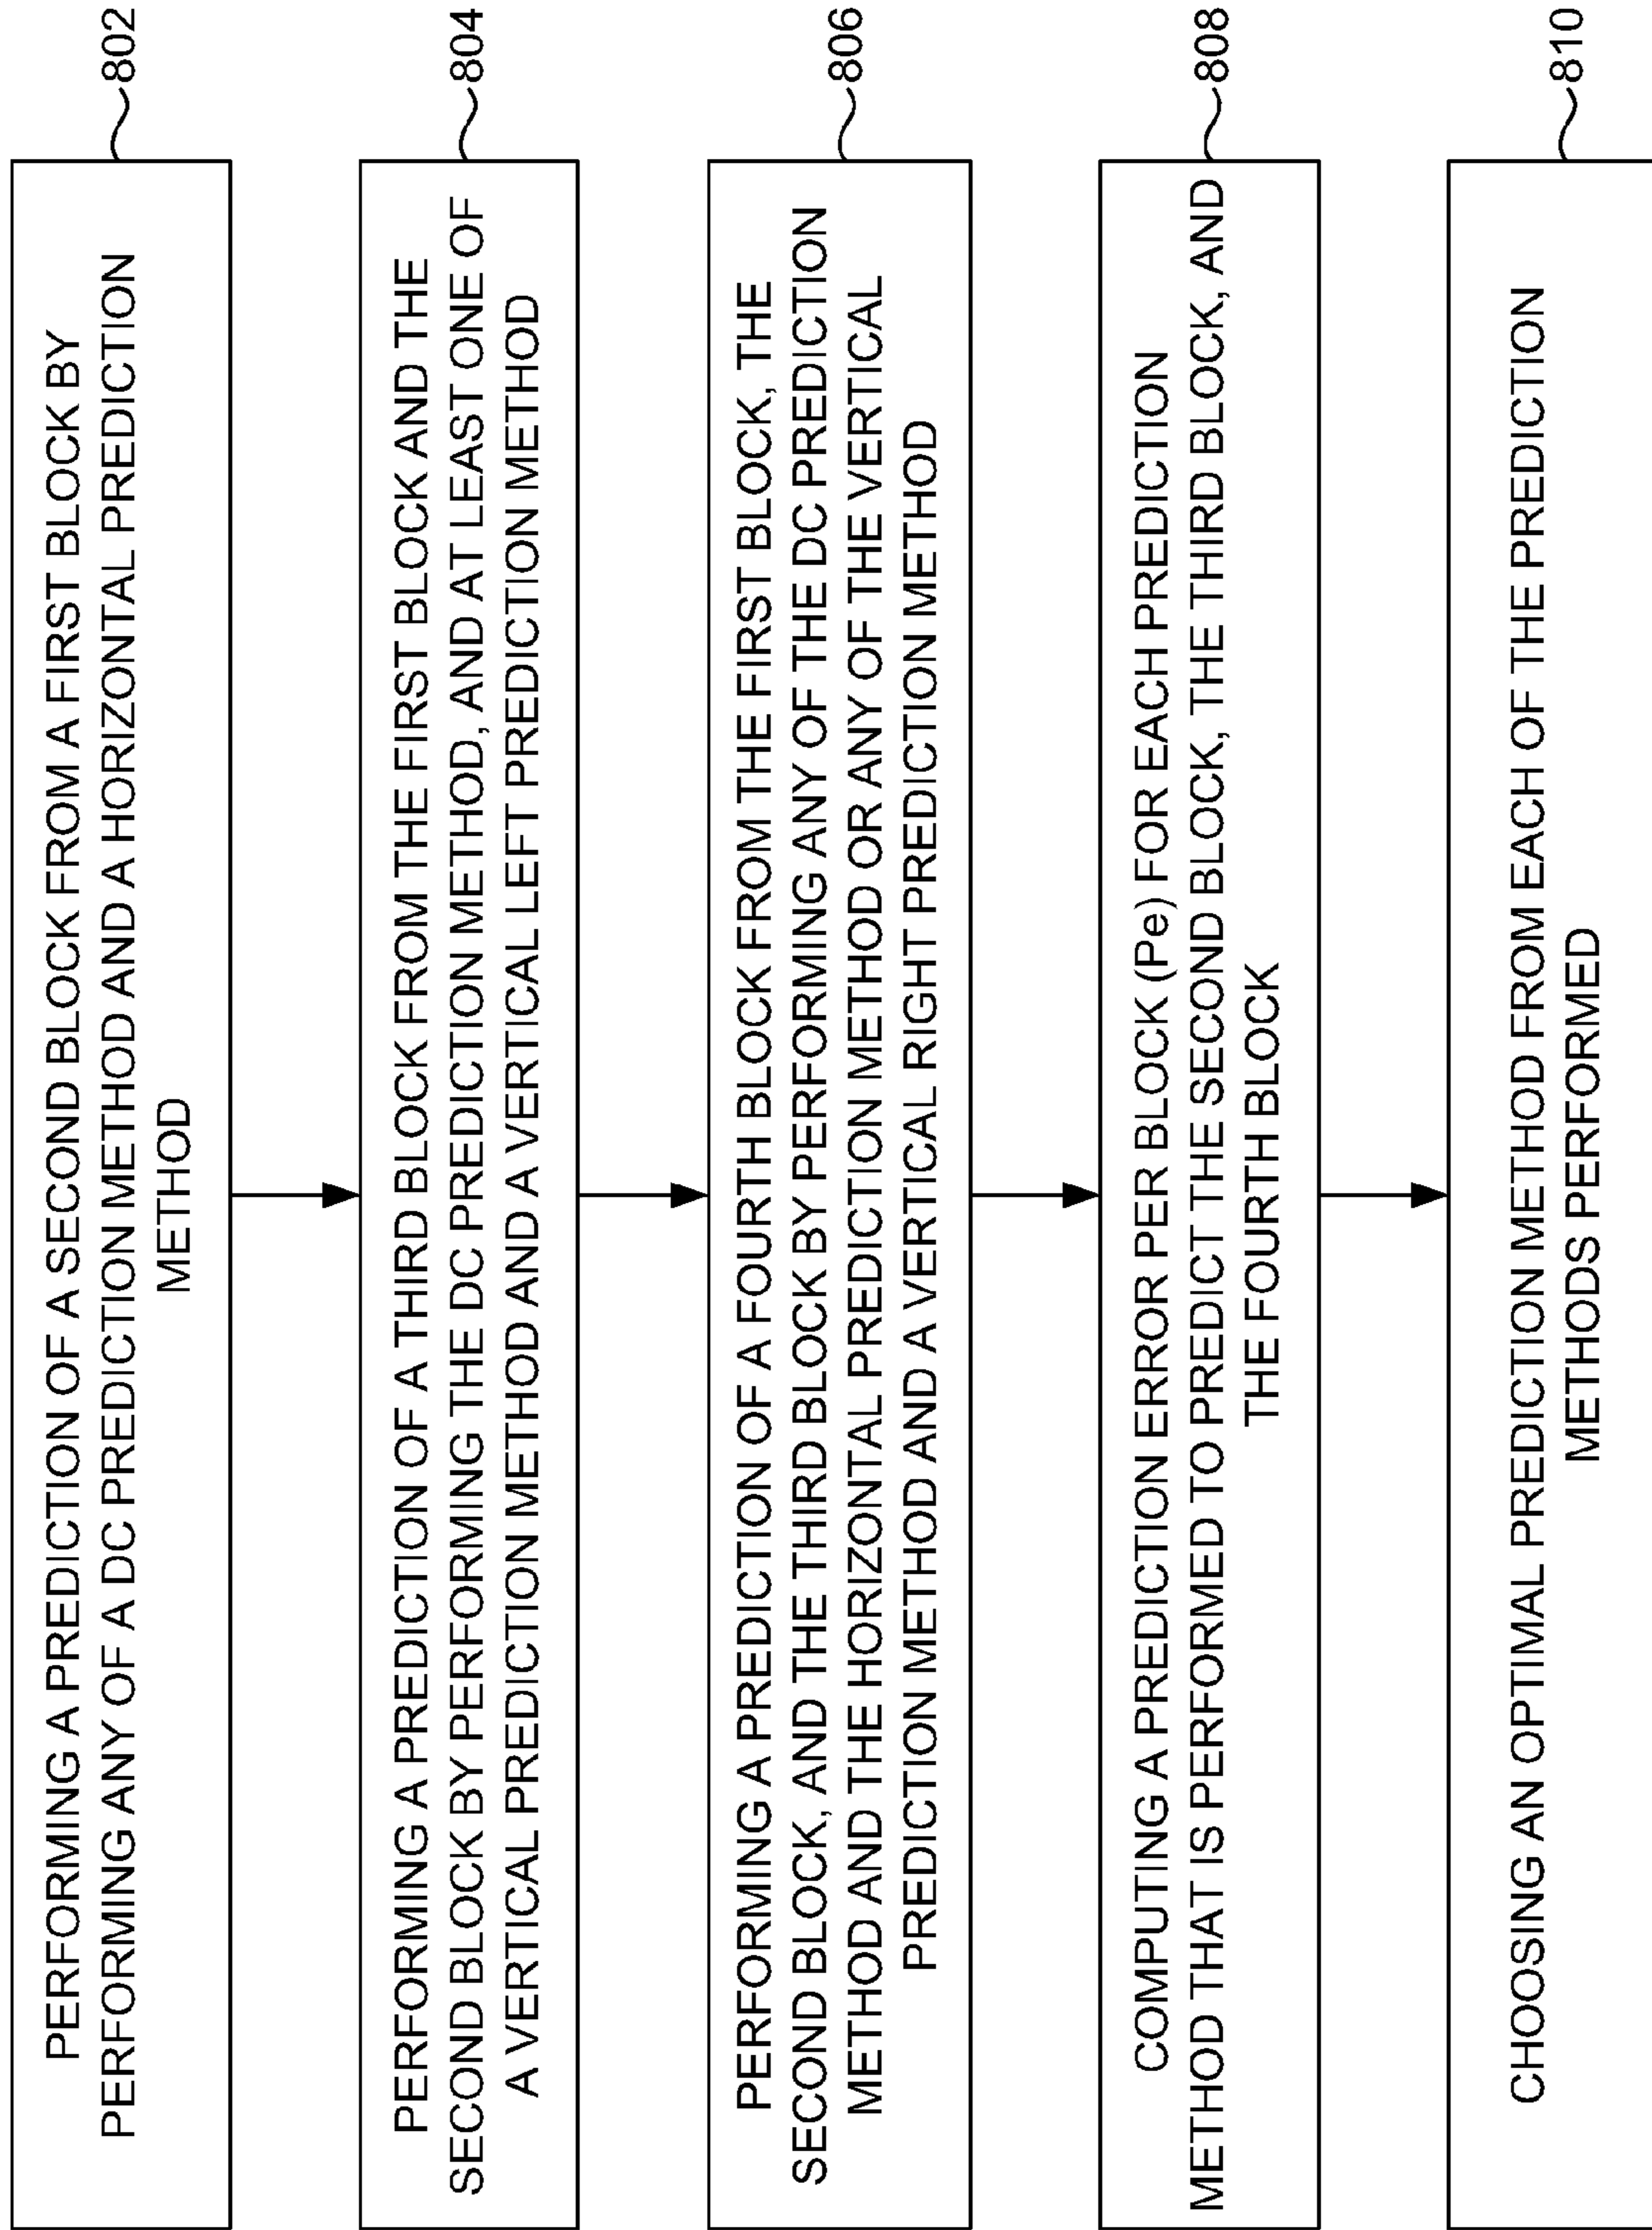 PERFORMING A PREDICTION OF A SECOND BLOCK FROM A FIRST BLOCK BY
PERFORMING ANY OF A DC PREDICTION METHOD AND A HORIZONTAL PREDICTION
METHOD
802
PERFORMING A PREDICTION OF A THIRD BLOCK FROM THE FIRST BLOCK AND THE
SECOND BLOCK BY PERFORMING THE DC PREDICTION METHOD, AND AT LEAST ONE OF
A VERTICAL PREDICTION METHOD AND A VERTICAL LEFT PREDICTION METHOD
804
PERFORMING A PREDICTION OF A FOURTH BLOCK FROM THE FIRST BLOCK, THE
SECOND BLOCK, AND THE THIRD BLOCK BY PERFORMING ANY OF THE DC PREDICTION
METHOD AND THE HORIZONTAL PREDICTION METHOD OR ANY OF THE VERTICAL
PREDICTION METHOD AND A VERTICAL RIGHT PREDICTION METHOD
806
COMPUTING A PREDICTION ERROR PER BLOCK (Pe) FOR EACH PREDICTION
METHOD THAT IS PERFORMED TO PREDICT THE SECOND BLOCK, THE THIRD BLOCK, AND
THE FOURTH BLOCK
808
CHOOSING AN OPTIMAL PREDICTION METHOD FROM EACH OF THE PREDICTION
METHODS PERFORMED
810